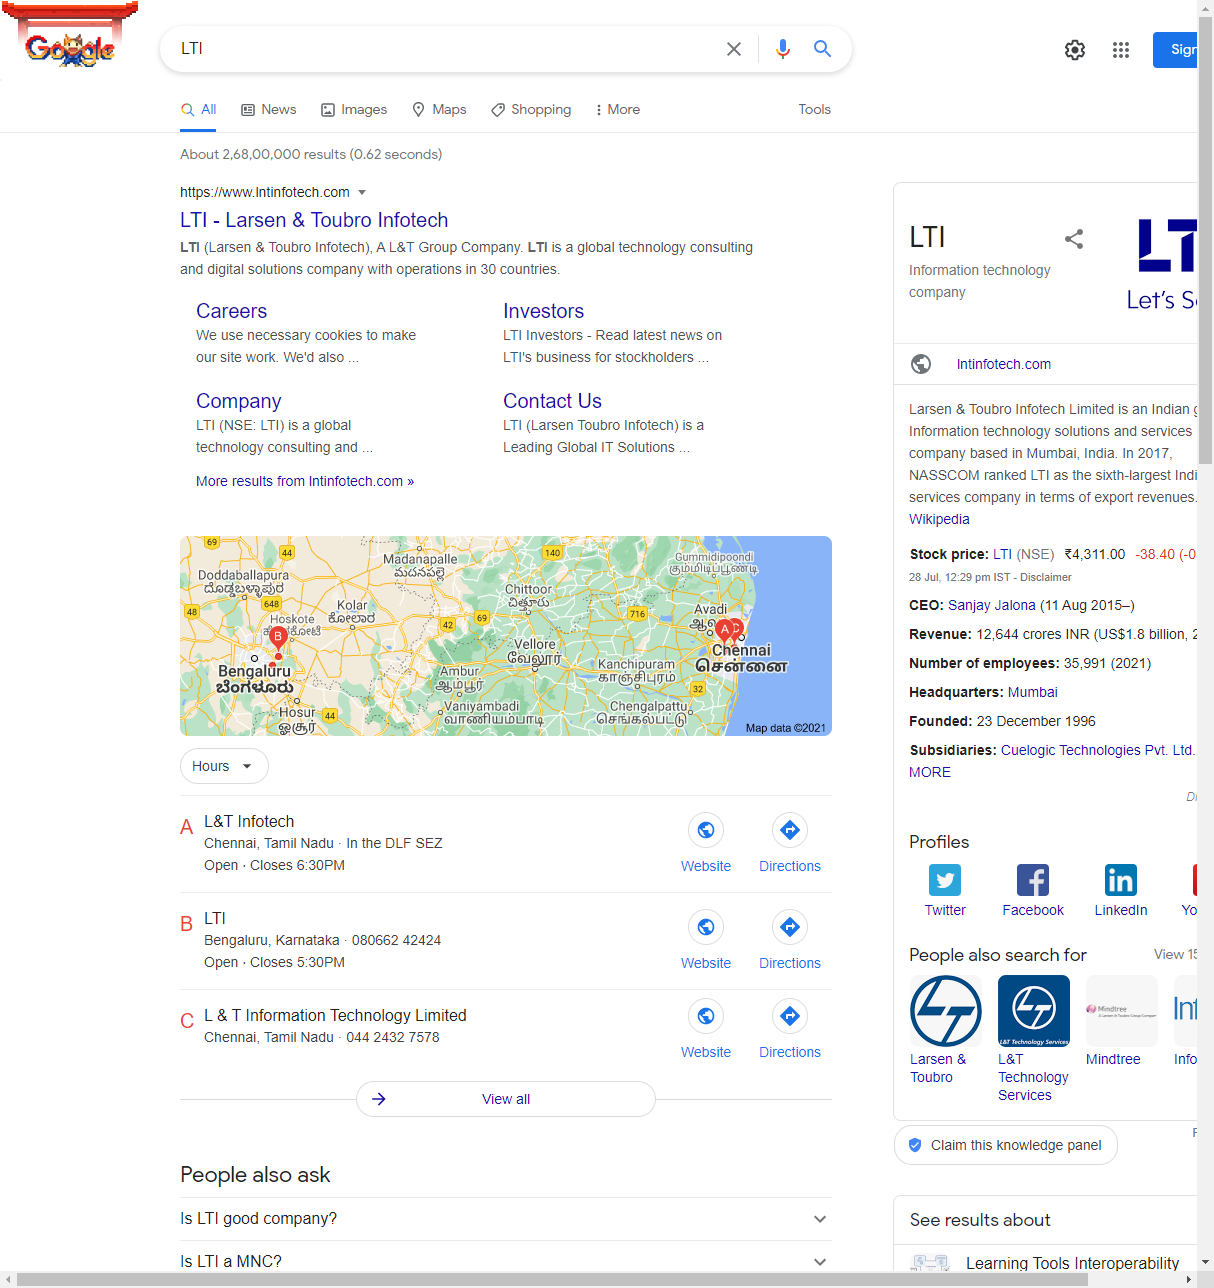 Google
LTI
Sign
All
News
Images
Maps
Shopping
More
Tools
About 2,68,00,000 results (0.62 seconds)
https://www.lntinfotech.com
LTI - Larsen & Toubro Infotech
LTI (Larsen & Toubro Infotech), A L&T Group Company. LTI is a global technology consulting
and digital solutions company with operations in 30 countries.
Careers
We use necessary cookies to make
our site work. We'd also ...
Investors
LTI Investors - Read latest news on
LTI's business for stockholders ...
Company
LTI (NSE: LTI) is a global
technology consulting and ...
Contact Us
LTI (Larsen Toubro Infotech) is a
Leading Global IT Solutions ...
More results from lntinfotech.com »
69
44
Madanapalle
మదనపల్లె
140
Gummidipoondi
கும்மிடிப்பூண்டி
Doddaballapura
ದೊಡ್ಡಬಳ್ಳಾಪುರ
Chittoor
చిత్తూరు
48
648
Kolar
ಕೋಲಾರ
Hoskote
42
69
716
Avadi
B
A
C
Chennai
சென்னை
Vellore
வேலூர்
Kanchipuram
காஞ்சிபுரம்
Bengaluru
ಬೆಂಗಳೂರು
Ambur
ஆம்பூர்
32
Hosur
ஓசூர்
44
Vaniyambadi
வாணியம்பாடி
Chengalpattu
செங்கல்பட்டு
Map data ©2021
Hours
A
L&T Infotech
Chennai, Tamil Nadu · In the DLF SEZ
Open · Closes 6:30PM
Website
Directions
B
LTI
Bengaluru, Karnataka · 080662 42424
Open · Closes 5:30PM
Website
Directions
C
L & T Information Technology Limited
Chennai, Tamil Nadu · 044 2432 7578
Website
Directions
View all
People also ask
Is LTI good company?
Is LTI a MNC?
LTI
Information technology
company
LT
Let's S
lntinfotech.com
Larsen & Toubro Infotech Limited is an Indian g
Information technology solutions and services
company based in Mumbai, India. In 2017,
NASSCOM ranked LTI as the sixth-largest Indi
services company in terms of export revenues.
Wikipedia
Stock price: LTI (NSE) ₹4,311.00 -38.40 (-0
28 Jul, 12:29 pm IST - Disclaimer
CEO: Sanjay Jalona (11 Aug 2015–)
Revenue: 12,644 crores INR (US$1.8 billion, 2
Number of employees: 35,991 (2021)
Headquarters: Mumbai
Founded: 23 December 1996
Subsidiaries: Cuelogic Technologies Pvt. Ltd.
MORE
Di
Profiles
Twitter
Facebook
LinkedIn
Yo
People also search for
View 15
L&T Technology Services
Mindtree
A Larsen & Toubro Group Company
Inf
Larsen &
Toubro
L&T
Technology
Services
Mindtree
Info
F
Claim this knowledge panel
See results about
Learning Tools Interoperability